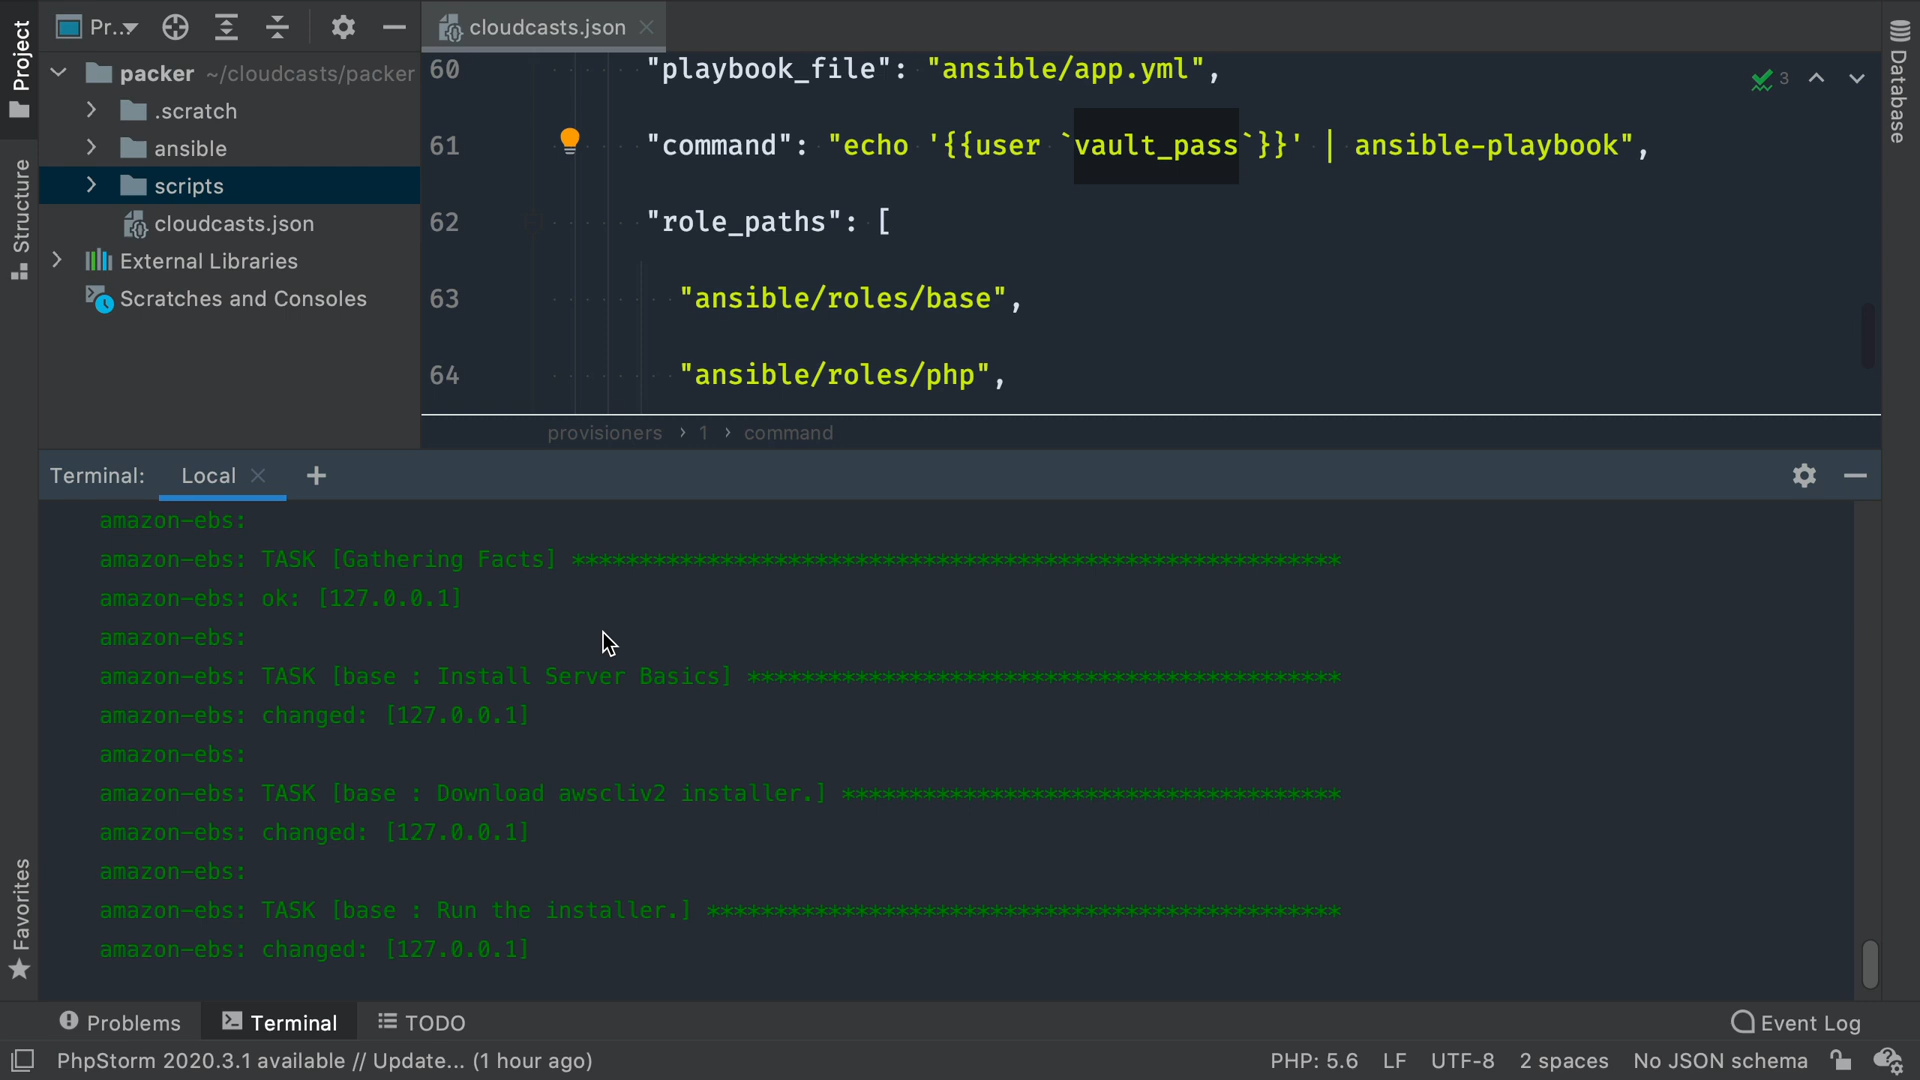 Project
Structure
Favorites
Pr...
packer ~/cloudcasts/packer
.scratch
ansible
scripts
cloudcasts.json
External Libraries
Scratches and Consoles
cloudcasts.json
3
60 "playbook_file": "ansible/app.yml",
61 "command": "echo '{{user `vault_pass`}}' | ansible-playbook",
62 "role_paths": [
63 "ansible/roles/base",
64 "ansible/roles/php",
provisioners › 1 › command
Database
Terminal: Local
amazon-ebs:
amazon-ebs: TASK [Gathering Facts] *********************************************************
amazon-ebs: ok: [127.0.0.1]
amazon-ebs:
amazon-ebs: TASK [base : Install Server Basics] ********************************************
amazon-ebs: changed: [127.0.0.1]
amazon-ebs:
amazon-ebs: TASK [base : Download awscliv2 installer.] *************************************
amazon-ebs: changed: [127.0.0.1]
amazon-ebs:
amazon-ebs: TASK [base : Run the installer.] ***********************************************
amazon-ebs: changed: [127.0.0.1]
Problems Terminal TODO Event Log
PhpStorm 2020.3.1 available // Update... (1 hour ago) PHP: 5.6 LF UTF-8 2 spaces No JSON schema